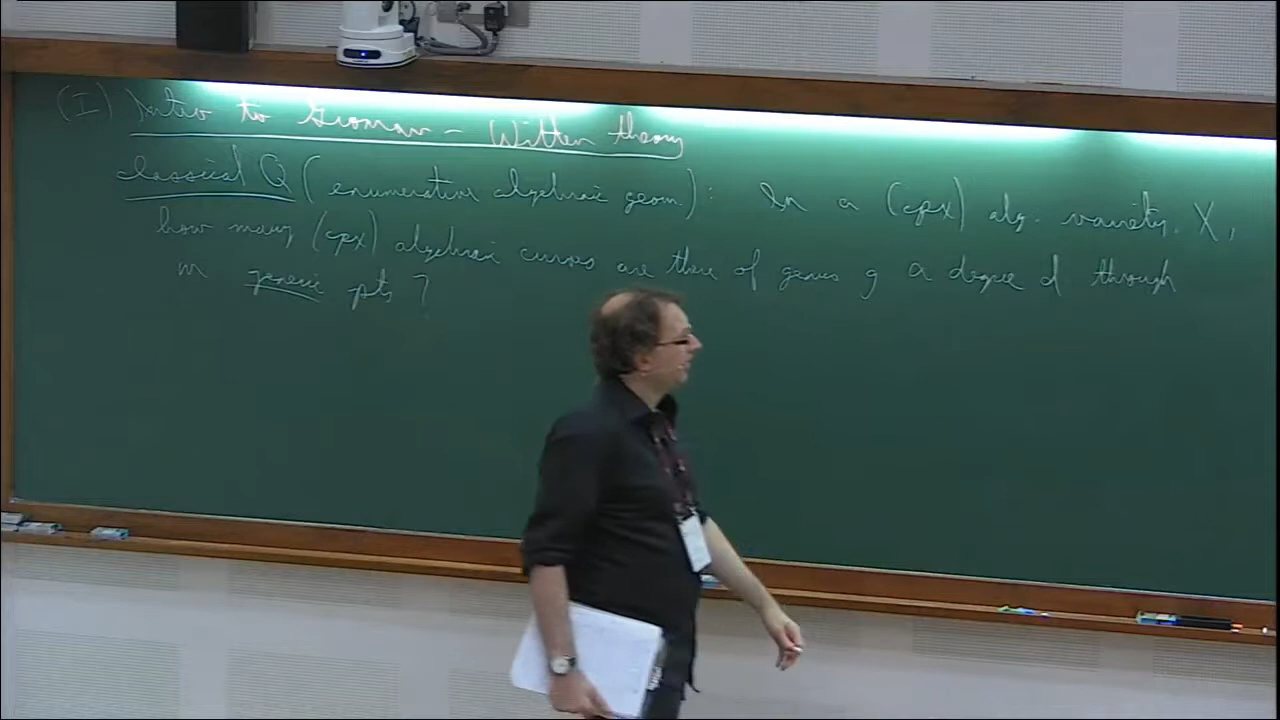 (I) Intro to Gromov-Witten theory
classical Q (enumerative algebraic geom.): In a (cpx) alg. variety X,
how many (cpx) algebraic curves are there of genus g & degree d through
m generic pts?